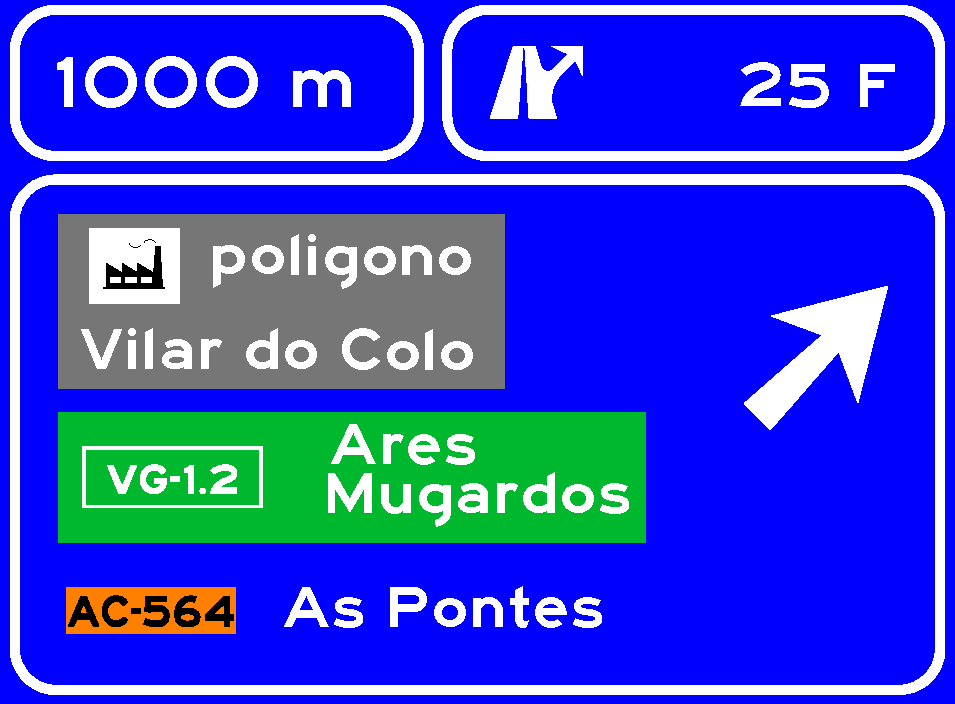 1000 m
25 F
poligono
Vilar do Colo
VG-1.2
Ares
Mugardos
AC-564 As Pontes